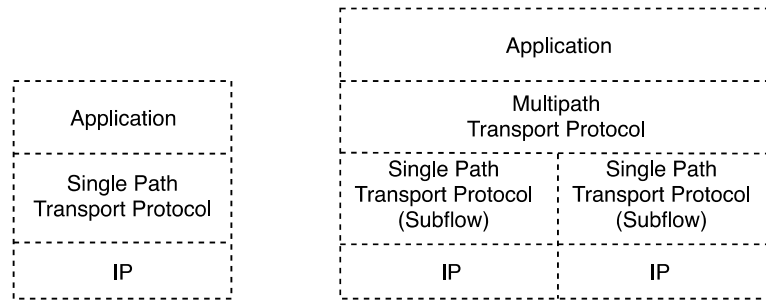 Application
Single Path
Transport Protocol
IP
Application
Multipath
Transport Protocol
Single Path
Transport Protocol
(Subflow)
Single Path
Transport Protocol
(Subflow)
IP
IP